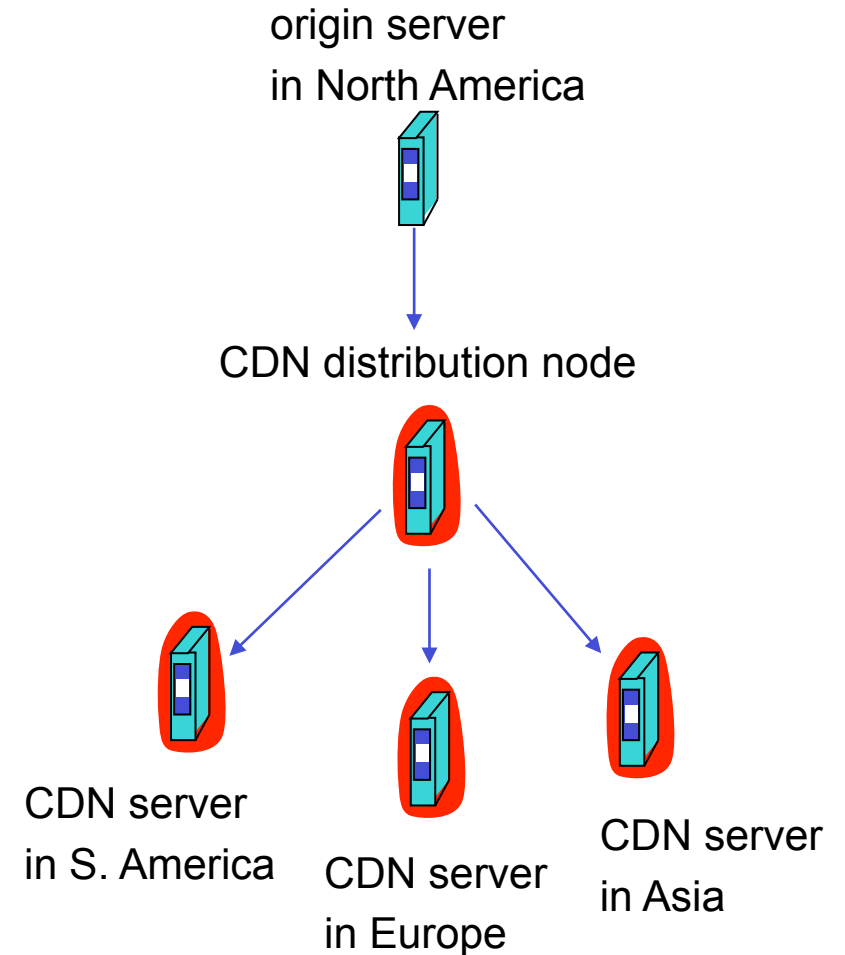 origin server
in North America
CDN distribution node
CDN server
in S. America
CDN server
in Europe
CDN server
in Asia